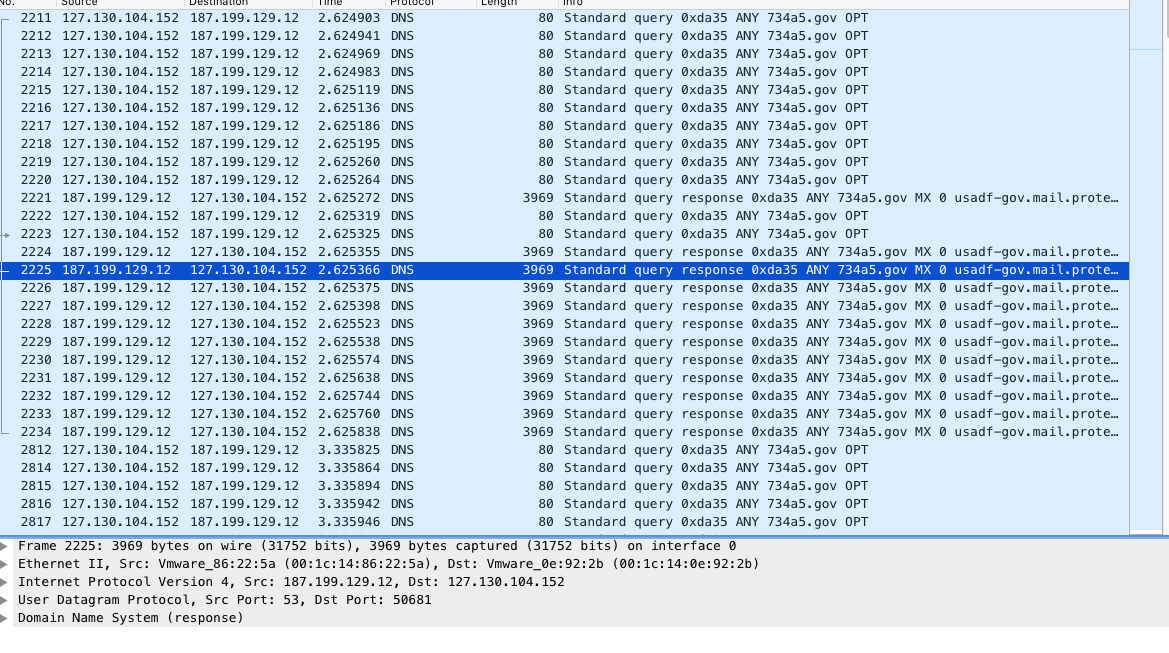 No. Source Destination Time Protocol Length Info
2211 127.130.104.152 187.199.129.12 2.624903 DNS 80 Standard query 0xda35 ANY 734a5.gov OPT
2212 127.130.104.152 187.199.129.12 2.624941 DNS 80 Standard query 0xda35 ANY 734a5.gov OPT
2213 127.130.104.152 187.199.129.12 2.624969 DNS 80 Standard query 0xda35 ANY 734a5.gov OPT
2214 127.130.104.152 187.199.129.12 2.624983 DNS 80 Standard query 0xda35 ANY 734a5.gov OPT
2215 127.130.104.152 187.199.129.12 2.625119 DNS 80 Standard query 0xda35 ANY 734a5.gov OPT
2216 127.130.104.152 187.199.129.12 2.625136 DNS 80 Standard query 0xda35 ANY 734a5.gov OPT
2217 127.130.104.152 187.199.129.12 2.625186 DNS 80 Standard query 0xda35 ANY 734a5.gov OPT
2218 127.130.104.152 187.199.129.12 2.625195 DNS 80 Standard query 0xda35 ANY 734a5.gov OPT
2219 127.130.104.152 187.199.129.12 2.625260 DNS 80 Standard query 0xda35 ANY 734a5.gov OPT
2220 127.130.104.152 187.199.129.12 2.625264 DNS 80 Standard query 0xda35 ANY 734a5.gov OPT
2221 187.199.129.12 127.130.104.152 2.625272 DNS 3969 Standard query response 0xda35 ANY 734a5.gov MX 0 usadf-gov.mail.prote…
2222 127.130.104.152 187.199.129.12 2.625319 DNS 80 Standard query 0xda35 ANY 734a5.gov OPT
2223 127.130.104.152 187.199.129.12 2.625325 DNS 80 Standard query 0xda35 ANY 734a5.gov OPT
2224 187.199.129.12 127.130.104.152 2.625355 DNS 3969 Standard query response 0xda35 ANY 734a5.gov MX 0 usadf-gov.mail.prote…
2225 187.199.129.12 127.130.104.152 2.625366 DNS 3969 Standard query response 0xda35 ANY 734a5.gov MX 0 usadf-gov.mail.prote…
2226 187.199.129.12 127.130.104.152 2.625375 DNS 3969 Standard query response 0xda35 ANY 734a5.gov MX 0 usadf-gov.mail.prote…
2227 187.199.129.12 127.130.104.152 2.625398 DNS 3969 Standard query response 0xda35 ANY 734a5.gov MX 0 usadf-gov.mail.prote…
2228 187.199.129.12 127.130.104.152 2.625523 DNS 3969 Standard query response 0xda35 ANY 734a5.gov MX 0 usadf-gov.mail.prote…
2229 187.199.129.12 127.130.104.152 2.625538 DNS 3969 Standard query response 0xda35 ANY 734a5.gov MX 0 usadf-gov.mail.prote…
2230 187.199.129.12 127.130.104.152 2.625574 DNS 3969 Standard query response 0xda35 ANY 734a5.gov MX 0 usadf-gov.mail.prote…
2231 187.199.129.12 127.130.104.152 2.625638 DNS 3969 Standard query response 0xda35 ANY 734a5.gov MX 0 usadf-gov.mail.prote…
2232 187.199.129.12 127.130.104.152 2.625744 DNS 3969 Standard query response 0xda35 ANY 734a5.gov MX 0 usadf-gov.mail.prote…
2233 187.199.129.12 127.130.104.152 2.625760 DNS 3969 Standard query response 0xda35 ANY 734a5.gov MX 0 usadf-gov.mail.prote…
2234 187.199.129.12 127.130.104.152 2.625838 DNS 3969 Standard query response 0xda35 ANY 734a5.gov MX 0 usadf-gov.mail.prote…
2812 127.130.104.152 187.199.129.12 3.335825 DNS 80 Standard query 0xda35 ANY 734a5.gov OPT
2814 127.130.104.152 187.199.129.12 3.335864 DNS 80 Standard query 0xda35 ANY 734a5.gov OPT
2815 127.130.104.152 187.199.129.12 3.335894 DNS 80 Standard query 0xda35 ANY 734a5.gov OPT
2816 127.130.104.152 187.199.129.12 3.335942 DNS 80 Standard query 0xda35 ANY 734a5.gov OPT
2817 127.130.104.152 187.199.129.12 3.335946 DNS 80 Standard query 0xda35 ANY 734a5.gov OPT
Frame 2225: 3969 bytes on wire (31752 bits), 3969 bytes captured (31752 bits) on interface 0
Ethernet II, Src: Vmware_86:22:5a (00:1c:14:86:22:5a), Dst: Vmware_0e:92:2b (00:1c:14:0e:92:2b)
Internet Protocol Version 4, Src: 187.199.129.12, Dst: 127.130.104.152
User Datagram Protocol, Src Port: 53, Dst Port: 50681
Domain Name System (response)